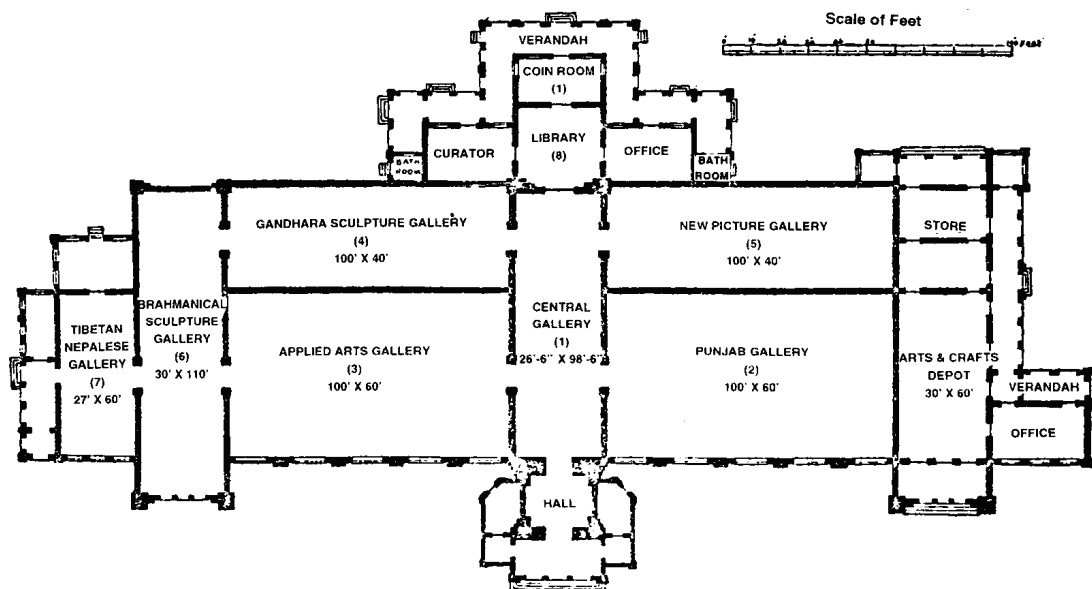 Scale of Feet
VERANDAH
COIN ROOM
(1)
LIBRARY
(8)
CURATOR
OFFICE
BATH
ROOM
BATH
ROOM
GANDHARA SCULPTURE GALLERY
(4)
100' X 40'
NEW PICTURE GALLERY
(5)
100' X 40'
STORE
TIBETAN
NEPALESE
GALLERY
(7)
27' X 60'
BRAHMANICAL
SCULPTURE
GALLERY
(6)
30' X 110'
APPLIED ARTS GALLERY
(3)
100' X 60'
CENTRAL
GALLERY
(1)
26'-6" X 98'-6"
PUNJAB GALLERY
(2)
100' X 60'
ARTS & CRAFTS
DEPOT
30' X 60'
VERANDAH
OFFICE
HALL